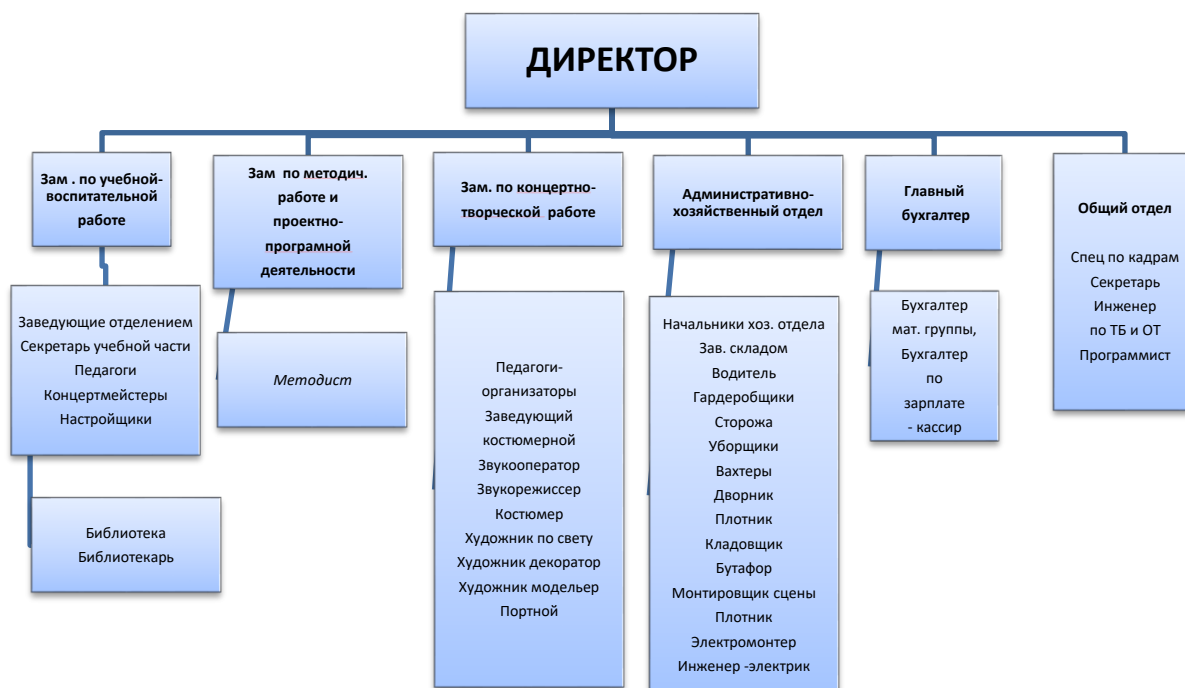 ДИРЕКТОР
Зам . по учебной-
воспитательной
работе
Зам по методич.
работе и
проектно-
програмной
деятельности
Зам. по концертно-
творческой работе
Административно-
хозяйственный отдел
Главный
бухгалтер
Общий отдел
Спец по кадрам
Секретарь
Инженер
по ТБ и ОТ
Программист
Заведующие отделением
Секретарь учебной части
Педагоги
Концертмейстеры
Настройщики
Методист
Педагоги-
организаторы
Заведующий
костюмерной
Звукооператор
Звукорежиссер
Костюмер
Художник по свету
Художник декоратор
Художник модельер
Портной
Начальники хоз. отдела
Зав. складом
Водитель
Гардеробщики
Сторожа
Уборщики
Вахтеры
Дворник
Плотник
Кладовщик
Бутафор
Монтировщик сцены
Плотник
Электромонтер
Инженер -электрик
Бухгалтер
мат. группы,
Бухгалтер
по
зарплате
- кассир
Библиотека
Библиотекарь